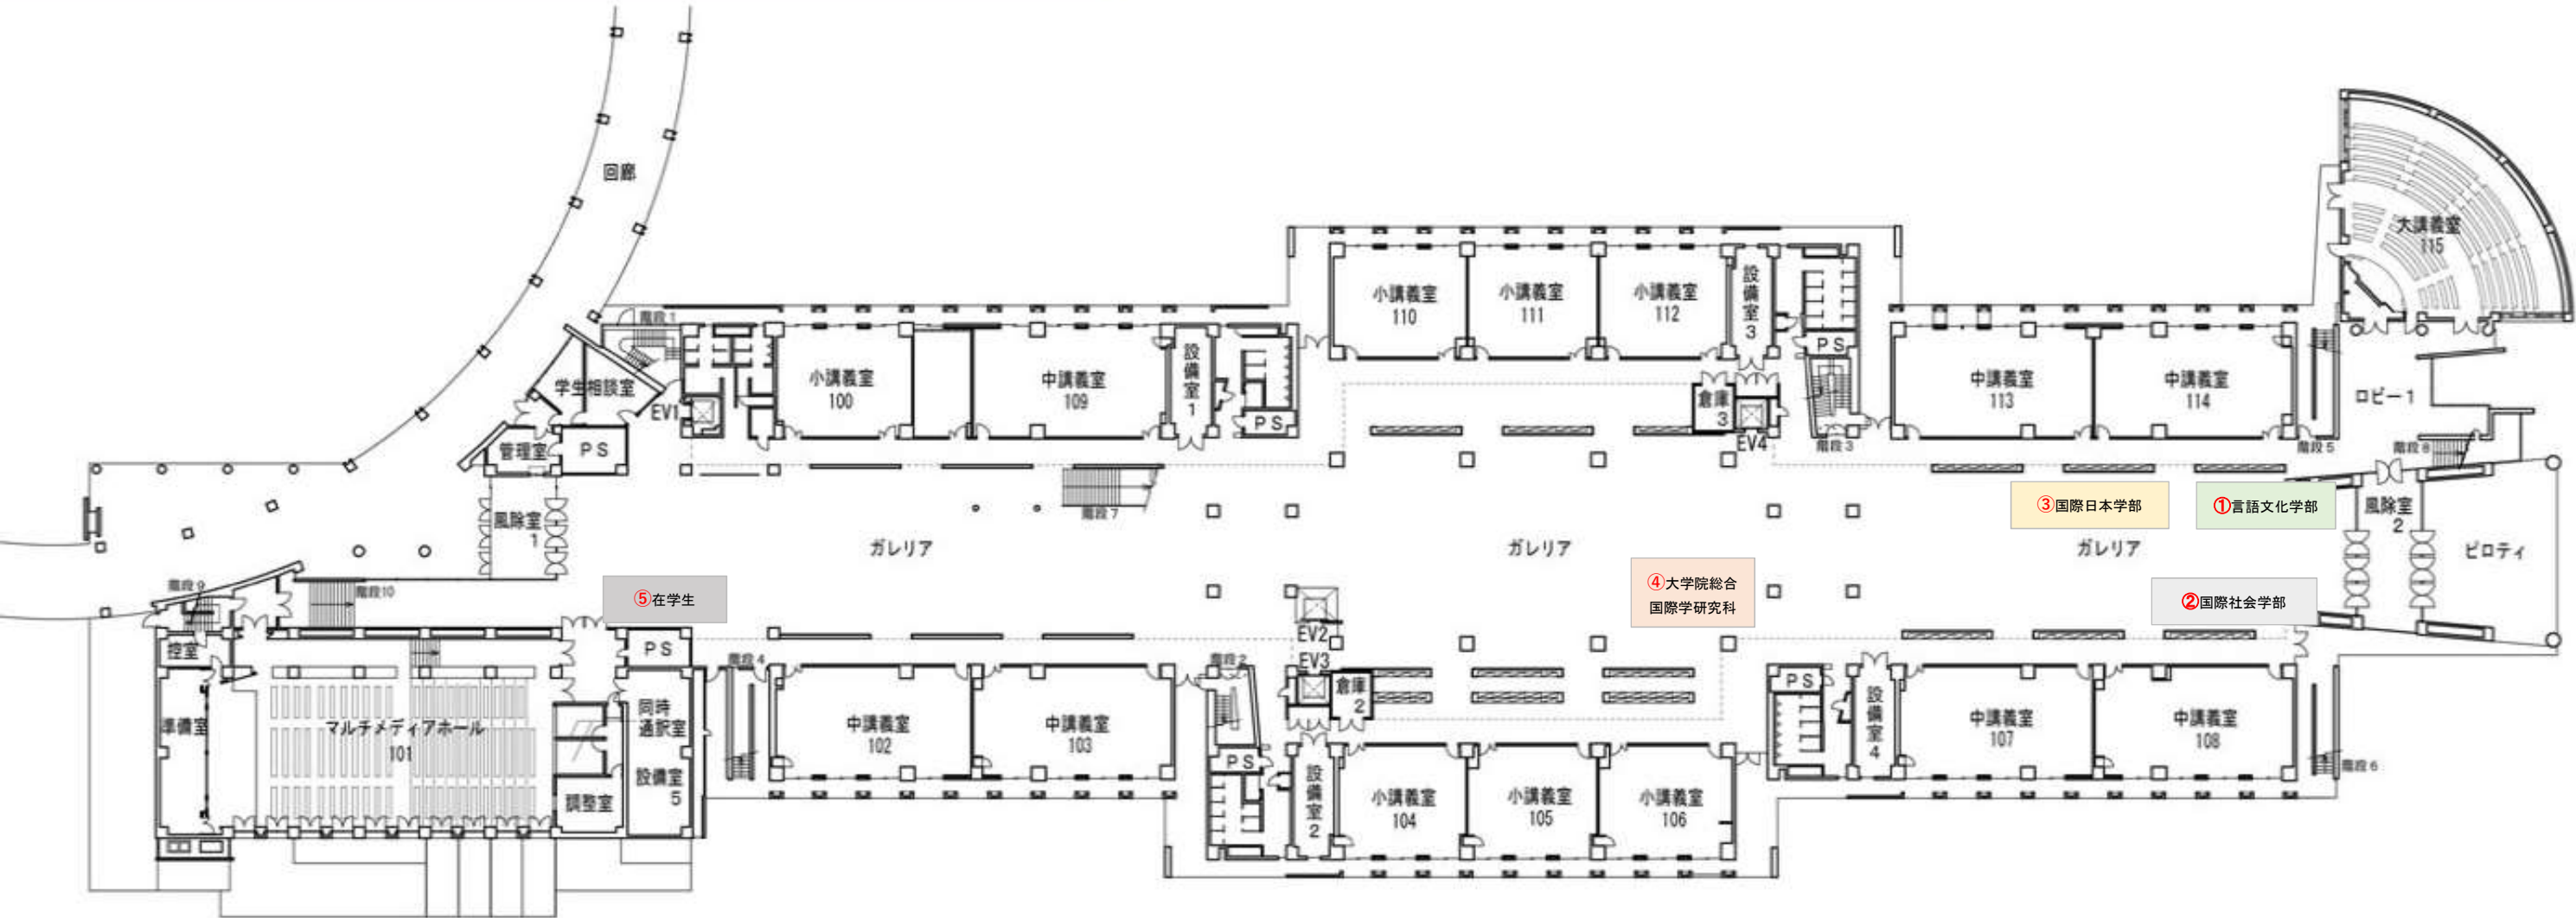 回廊
大講義室
115
小講義室
110
小講義室
111
小講義室
112
設備室3
PS
階段1
学生相談室
EV1
小講義室
100
中講義室
109
設備室1
PS
倉庫3
EV4
階段3
中講義室
113
中講義室
114
ロビー1
階段5
階段8
管理室
PS
風除室
1
階段7
③国際日本学部
①言語文化学部
風除室
2
ガレリア
ガレリア
ガレリア
ピロティ
階段9
階段10
⑤在学生
④大学院総合
国際学研究科
②国際社会学部
控室
PS
階段4
階段2
EV2
EV3
倉庫2
PS
準備室
マルチメディアホール
101
同時
通訳室
設備室
5
調整室
中講義室
102
中講義室
103
PS
設備室2
小講義室
104
小講義室
105
小講義室
106
設備室4
中講義室
107
中講義室
108
階段6